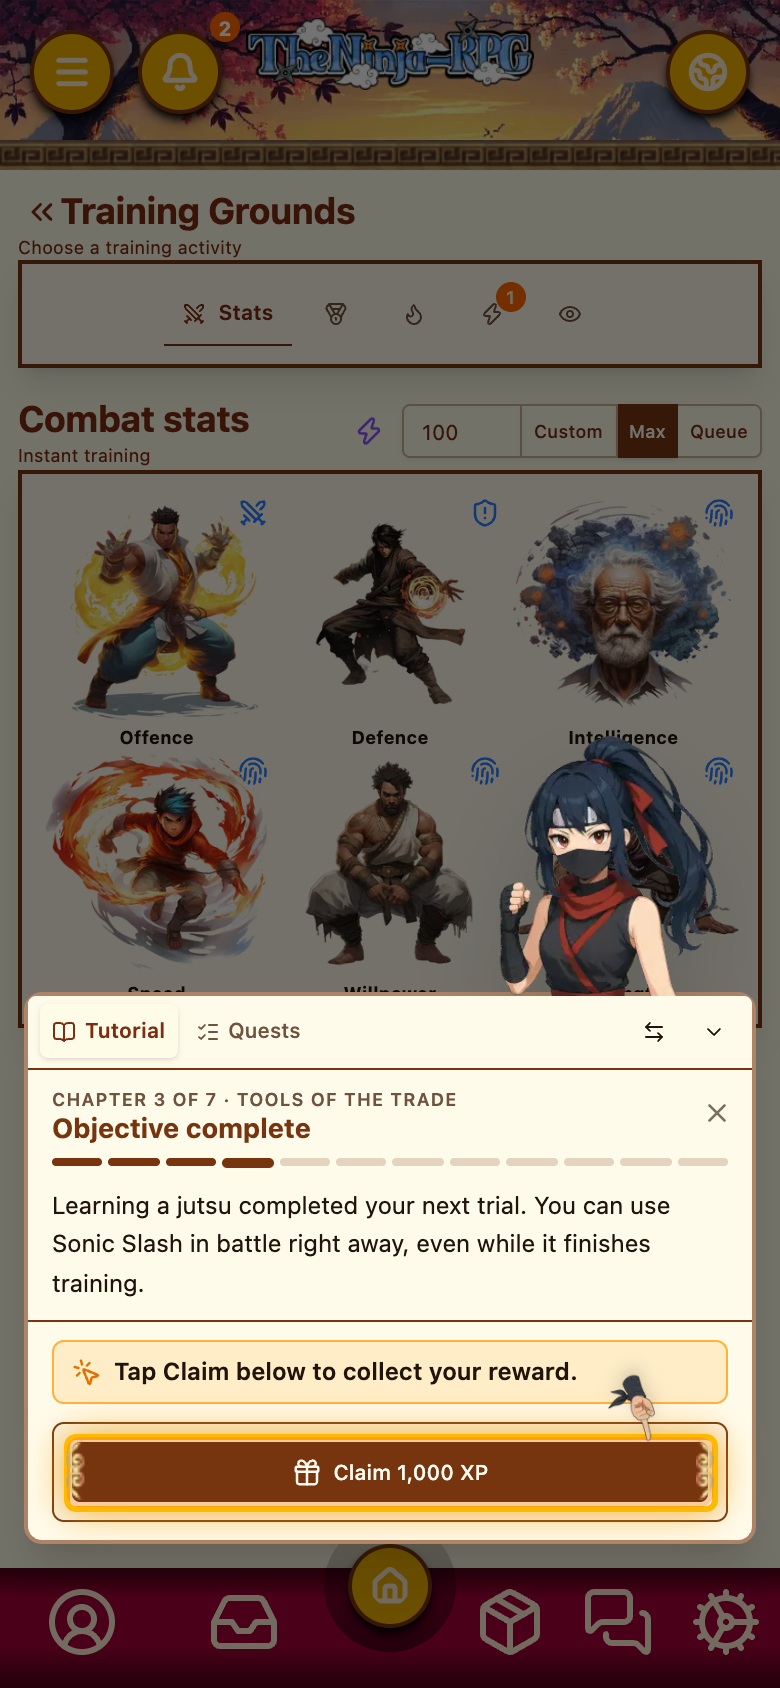 2
TheNinja-RPG
Training Grounds
Choose a training activity
Stats
1
Combat stats
Instant training
100
Custom
Max
Queue
Offence
Defence
Intelligence
Speed
Willpower
Tutorial
Quests
CHAPTER 3 OF 7 · TOOLS OF THE TRADE
Objective complete
Learning a jutsu completed your next trial. You can use
Sonic Slash in battle right away, even while it finishes
training.
Tap Claim below to collect your reward.
Claim 1,000 XP